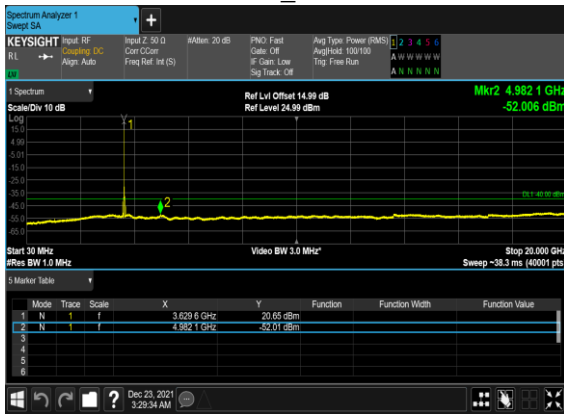 Spectrum Analyzer 1
Swept SA
KEYSIGHT Input: RF Input Z: 50 Ω #Atten: 20 dB PNO: Fast Avg Type: Power (RMS) 1 2 3 4 5 6
RL Coupling: DC Corr CCorr Gate: Off Avg|Hold: 100/100 A W W W W W
Align: Auto Freq Ref: Int (S) IF Gain: Low Trig: Free Run
Sig Track: Off A N N N N N
1 Spectrum Ref Lvl Offset 14.99 dB Mkr2 4.982 1 GHz
Scale/Div 10 dB Ref Level 24.99 dBm -52.006 dBm
Log
15.0
4.99
-5.01
-15.0
-25.0
-35.0
-45.0
-55.0
-65.0
1
2
DL1 -40.00 dBm
Start 30 MHz Video BW 3.0 MHz* Stop 20.000 GHz
#Res BW 1.0 MHz Sweep ~38.3 ms (40001 pts)
5 Marker Table
Mode Trace Scale X Y Function Function Width Function Value
1 N 1 f 3.629 6 GHz 20.65 dBm
2 N 1 f 4.982 1 GHz -52.01 dBm
3
4
5
6
? Dec 23, 2021
3:29:34 AM